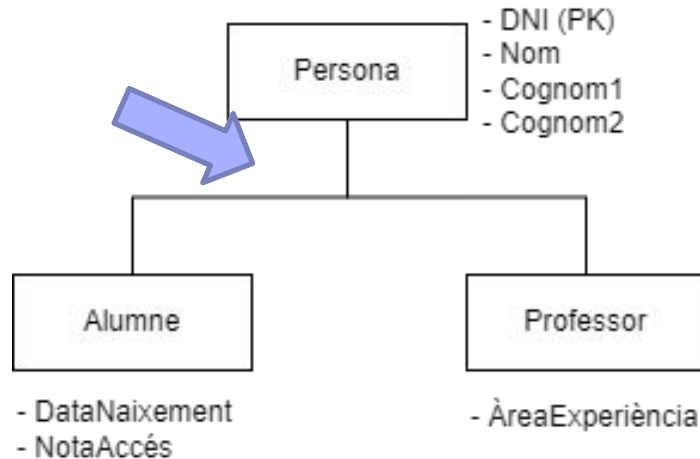 Persona
- DNI (PK)
- Nom
- Cognom1
- Cognom2
Alumne
Professor
- DataNaixement
- NotaAccés
- ÀreaExperiència